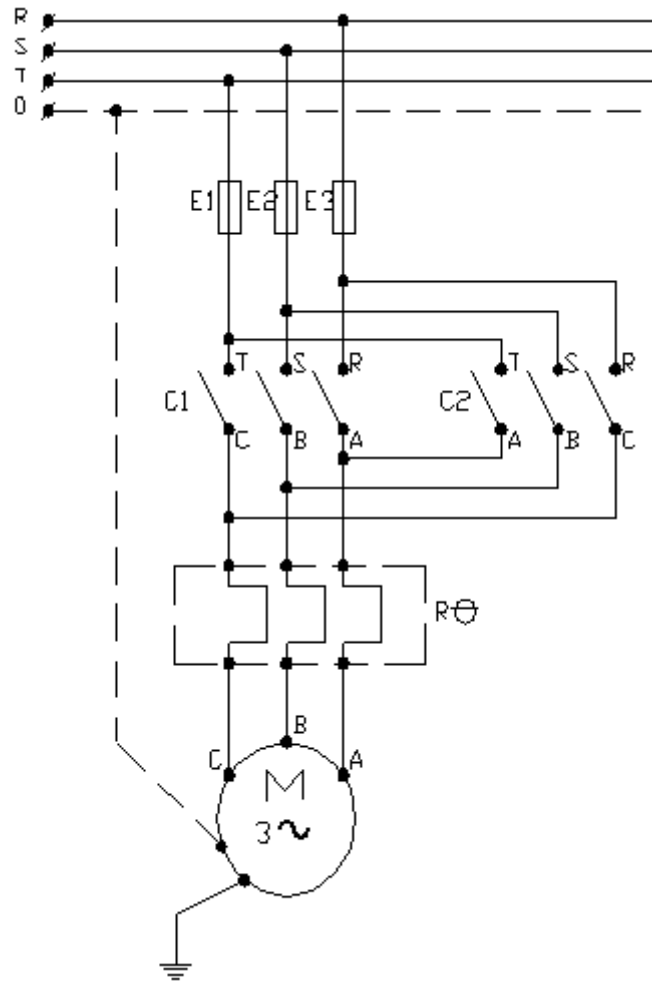 R
S
T
0
E1 E2 E3
T S R T S R
C1 C2
C B A A B C
Rθ
B
C A
M
3~